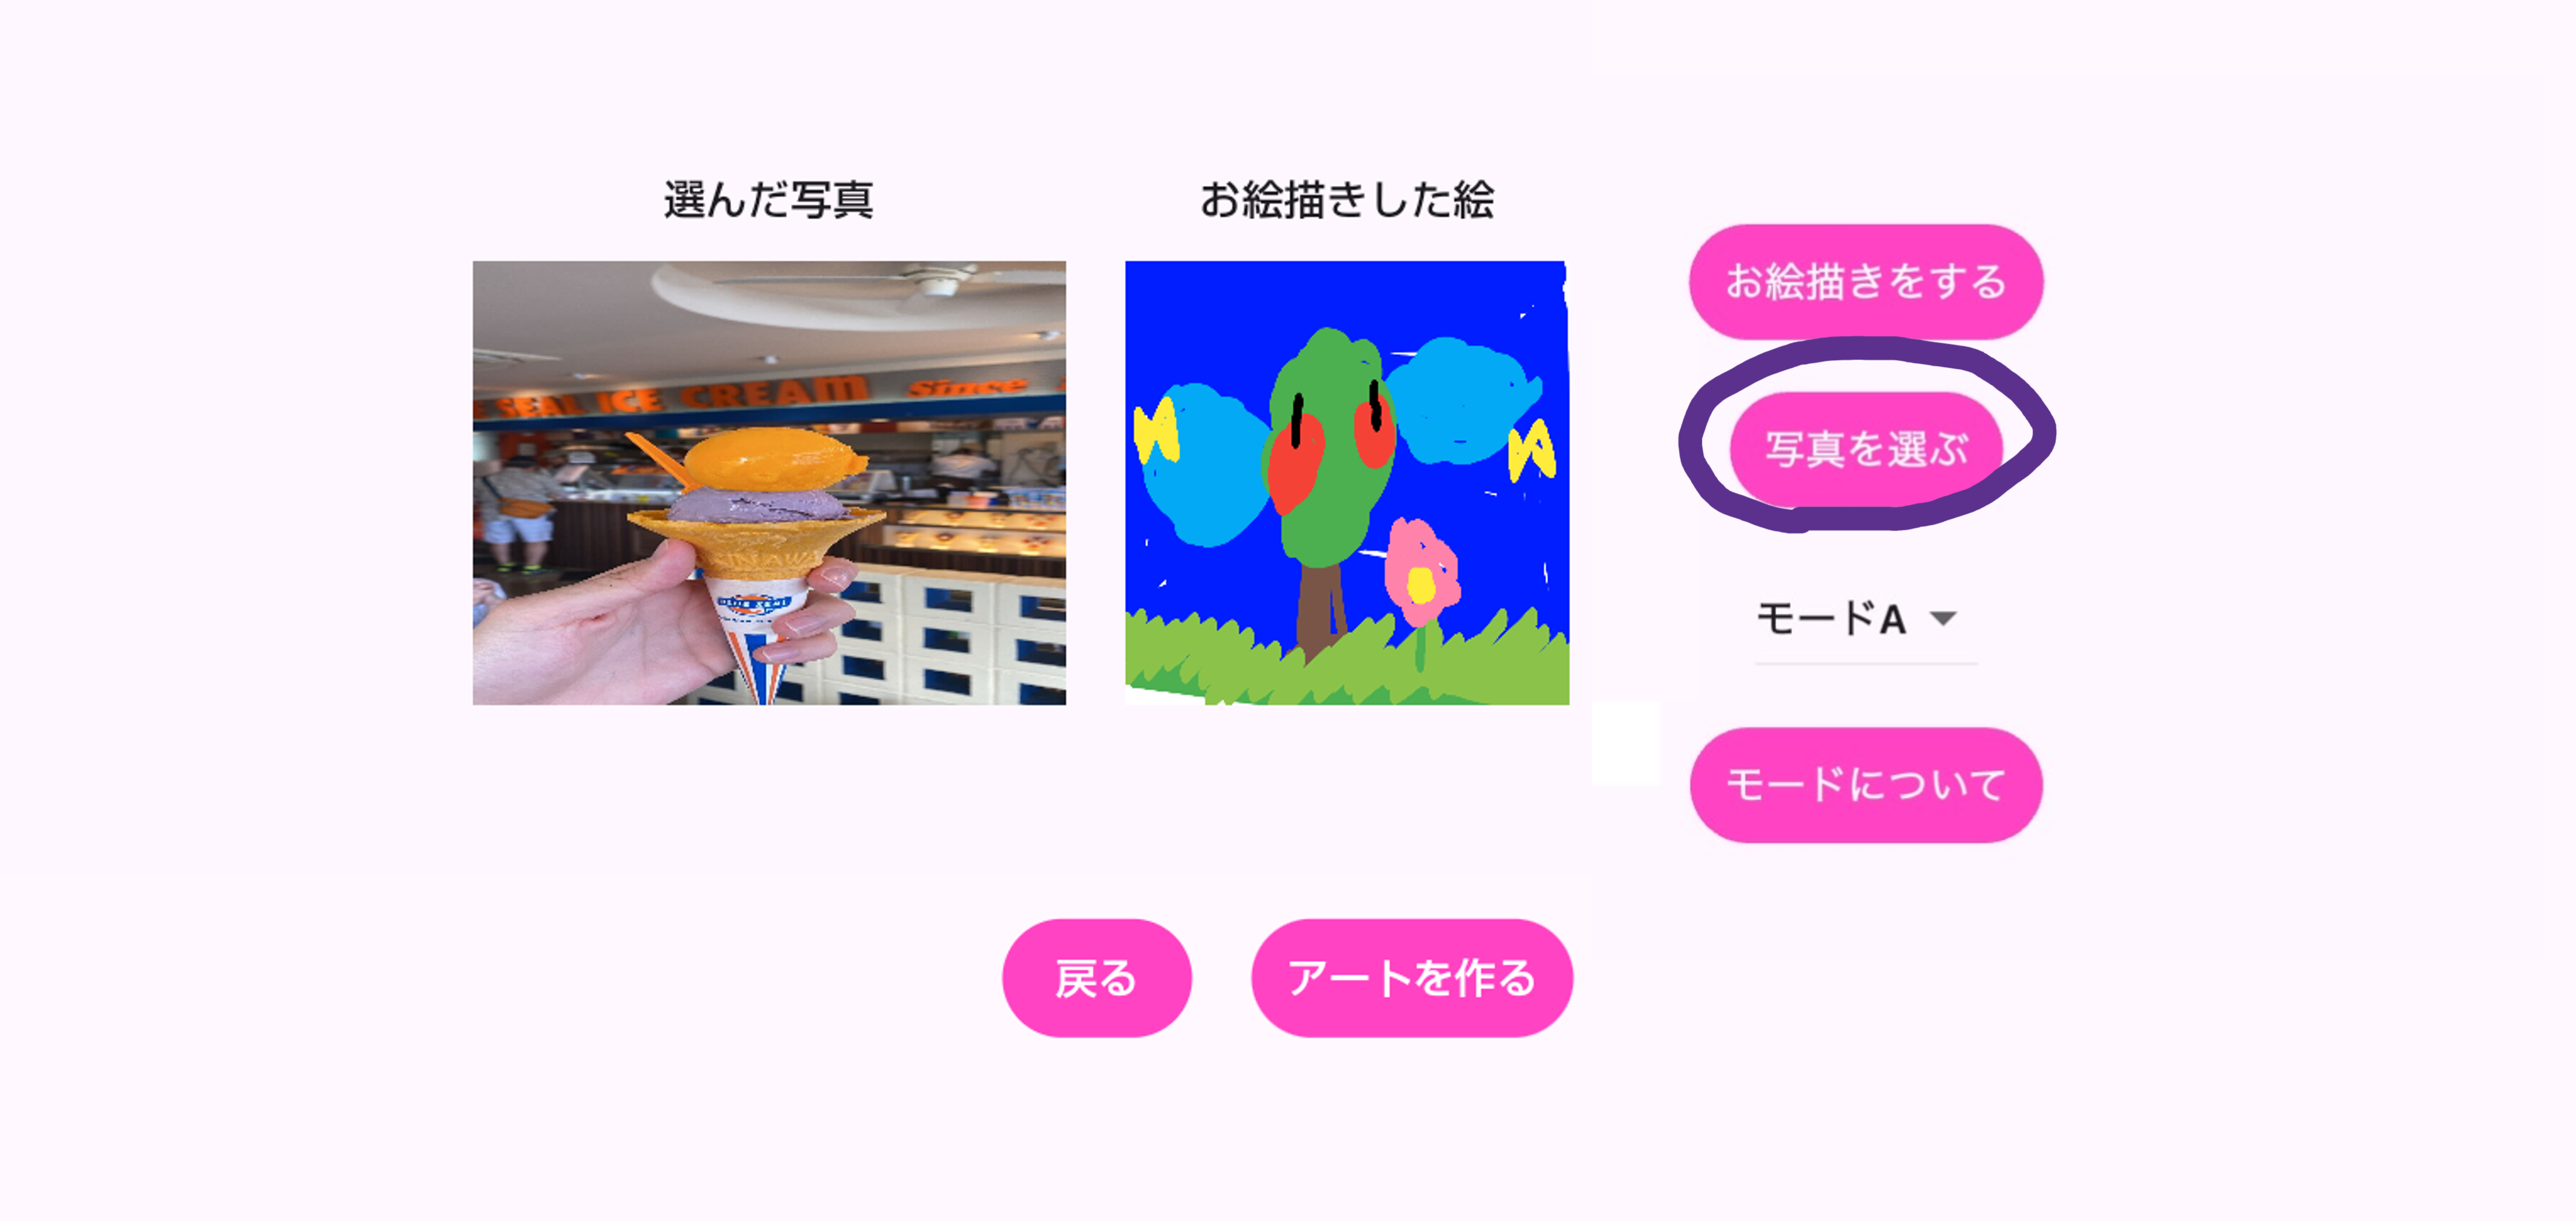 選んだ写真
お絵描きした絵
SEAL ICE CREAM Since
BLUE SEAL
お絵描きをする
写真を選ぶ
モードA
モードについて
戻る
アートを作る